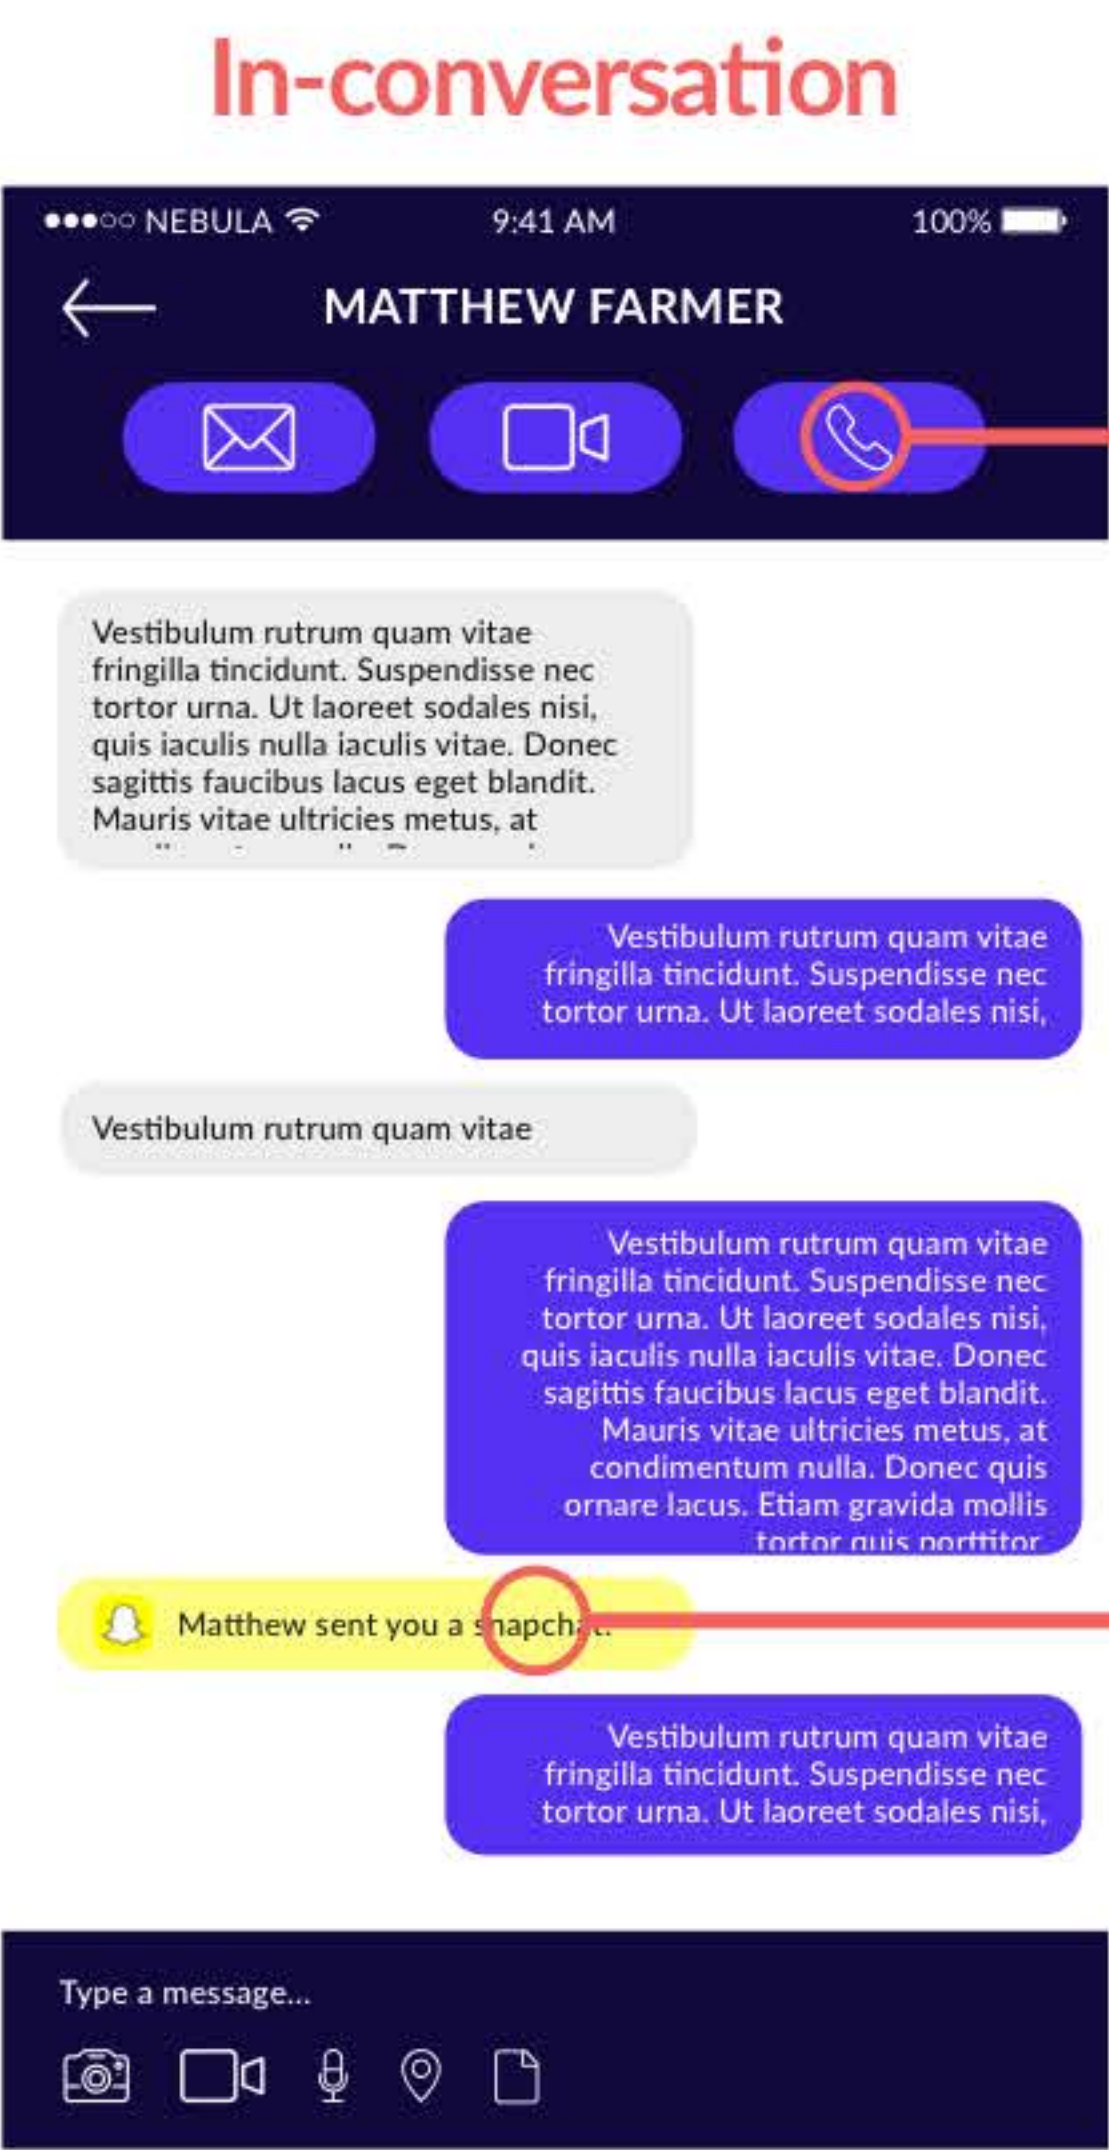 In-conversation
NEBULA 9:41 AM 100%
MATTHEW FARMER
Vestibulum rutrum quam vitae
fringilla tincidunt. Suspendisse nec
tortor urna. Ut laoreet sodales nisi,
quis iaculis nulla iaculis vitae. Donec
sagittis faucibus lacus eget blandit.
Mauris vitae ultricies metus, at
Vestibulum rutrum quam vitae
fringilla tincidunt. Suspendisse nec
tortor urna. Ut laoreet sodales nisi,
Vestibulum rutrum quam vitae
Vestibulum rutrum quam vitae
fringilla tincidunt. Suspendisse nec
tortor urna. Ut laoreet sodales nisi,
quis iaculis nulla iaculis vitae. Donec
sagittis faucibus lacus eget blandit.
Mauris vitae ultricies metus, at
condimentum nulla. Donec quis
ornare lacus. Etiam gravida mollis
tortor quis porttitor.
Matthew sent you a snapchat.
Vestibulum rutrum quam vitae
fringilla tincidunt. Suspendisse nec
tortor urna. Ut laoreet sodales nisi,
Type a message...